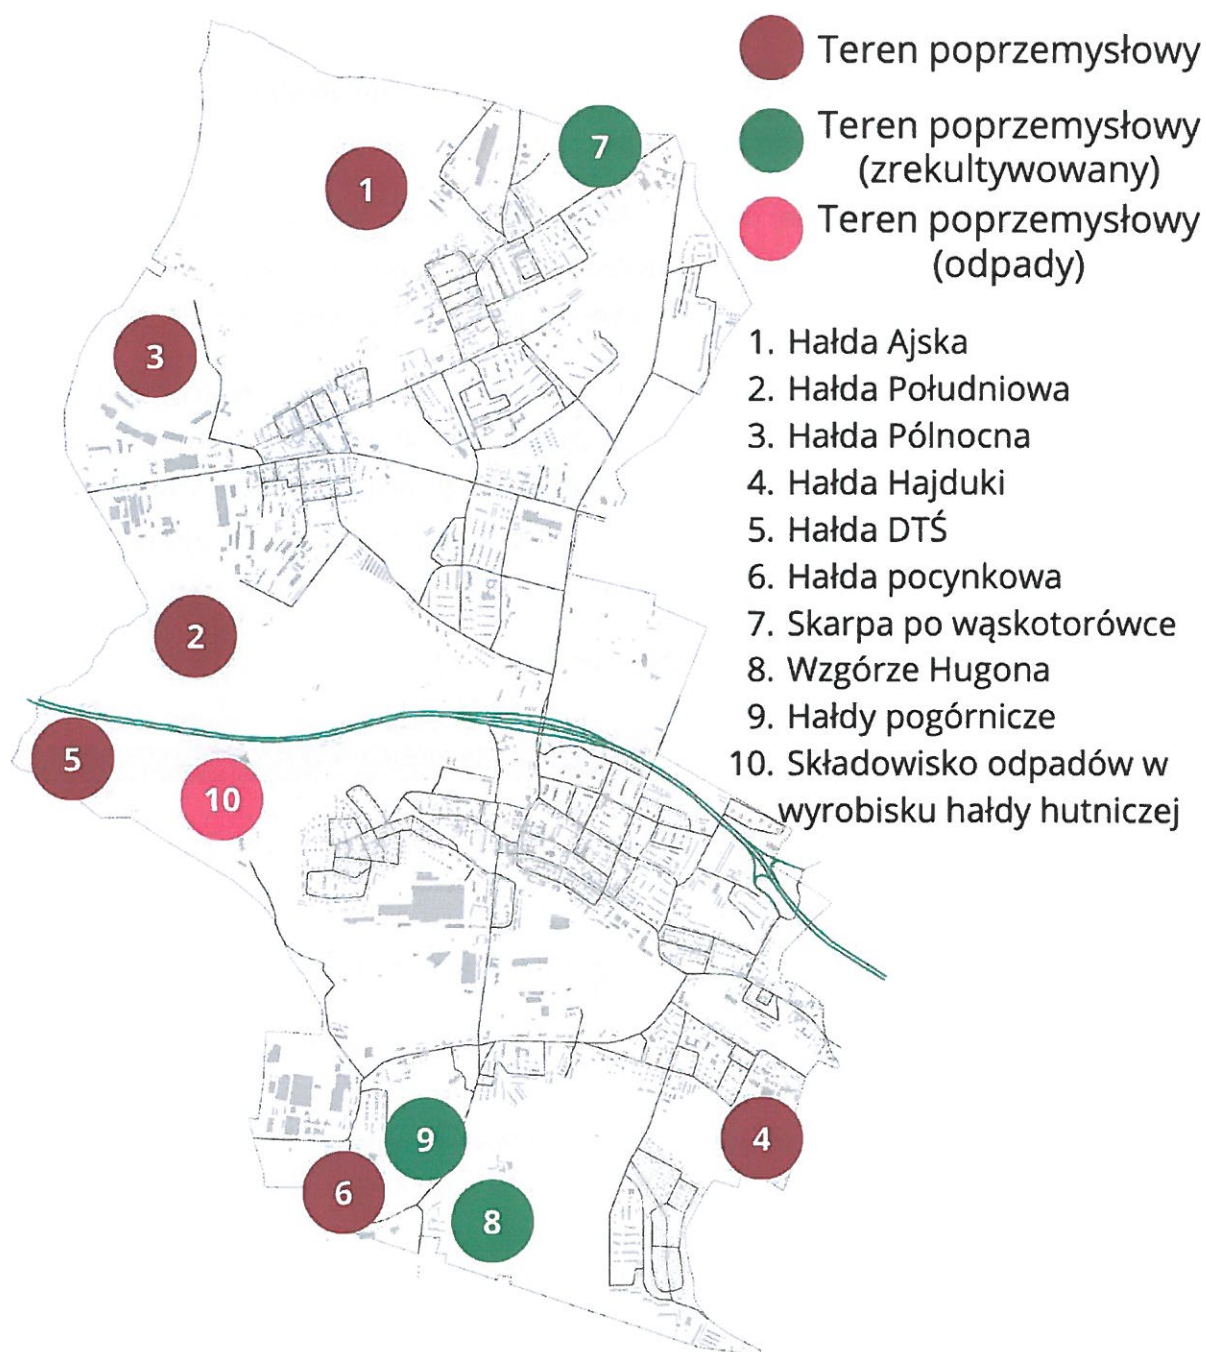 Teren poprzemysłowy
Teren poprzemysłowy
(zrekultywowany)
Teren poprzemysłowy
(odpady)
1. Hałda Ajska
2. Hałda Południowa
3. Hałda Pólnocna
4. Hałda Hajduki
5. Hałda DTŚ
6. Hałda pocynkowa
7. Skarpa po wąskotorówce
8. Wzgórze Hugona
9. Hałdy pogórnicze
10. Składowisko odpadów w
wyrobisku hałdy hutniczej
7
1
3
2
5
10
9
4
6
8